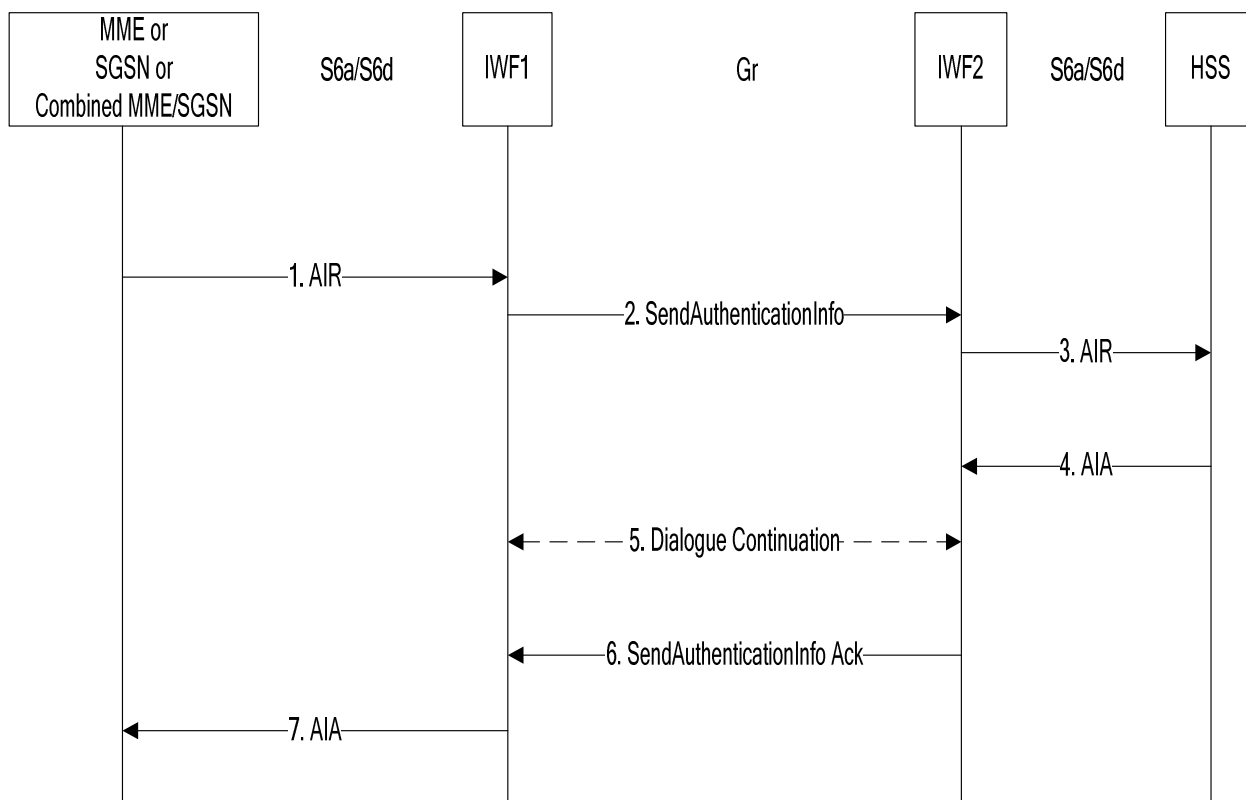 MME or
SGSN or
Combined MME/SGSN
S6a/S6d
IWF1
Gr
IWF2
S6a/S6d
HSS
1. AIR
2. SendAuthenticationInfo
3. AIR
4. AIA
5. Dialogue Continuation
6. SendAuthenticationInfo Ack
7. AIA